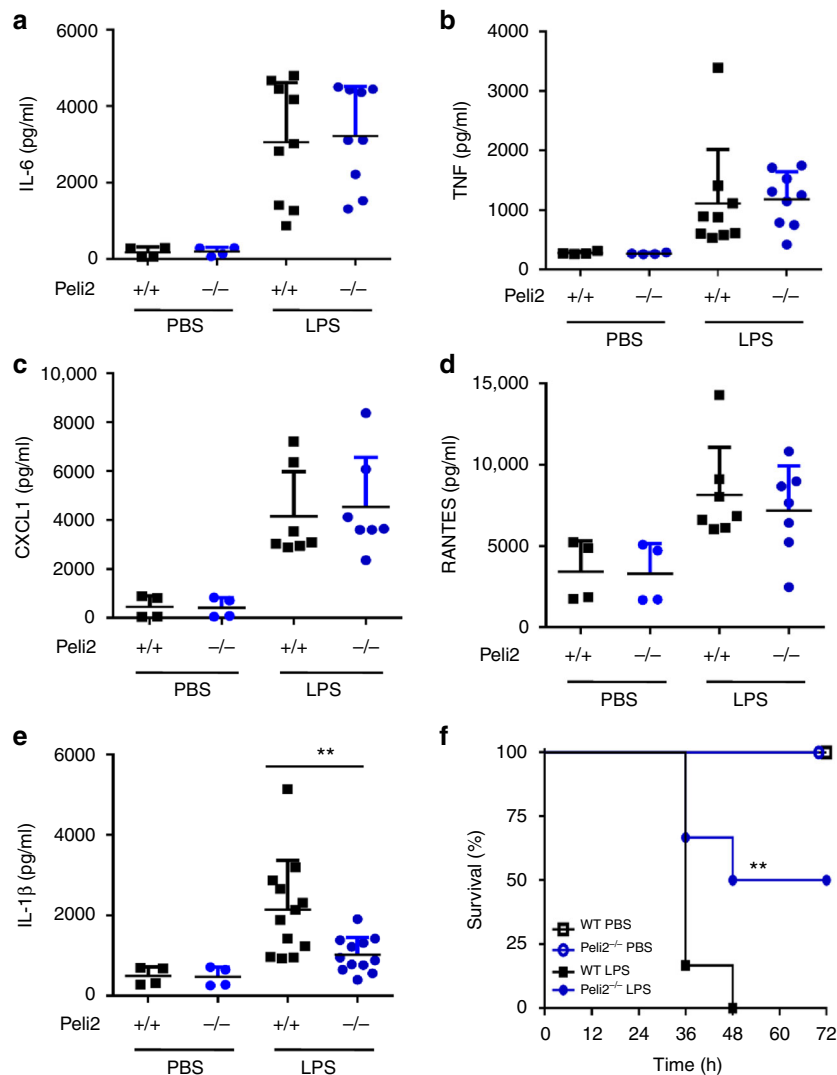 a
6000
4000
2000
0
IL-6 (pg/ml)
Peli2 +/+ –/– +/+ –/–
PBS LPS
b
4000
3000
2000
1000
0
TNF (pg/ml)
Peli2 +/+ –/– +/+ –/–
PBS LPS
c
10,000
8000
6000
4000
2000
0
CXCL1 (pg/ml)
Peli2 +/+ –/– +/+ –/–
PBS LPS
d
15,000
10,000
5000
0
RANTES (pg/ml)
Peli2 +/+ –/– +/+ –/–
PBS LPS
e
6000
4000
2000
0
IL-1β (pg/ml)
**
Peli2 +/+ –/– +/+ –/–
PBS LPS
f
100
75
50
25
0
Survival (%)
**
WT PBS
Peli2–/– PBS
WT LPS
Peli2–/– LPS
0 12 24 36 48 60 72
Time (h)